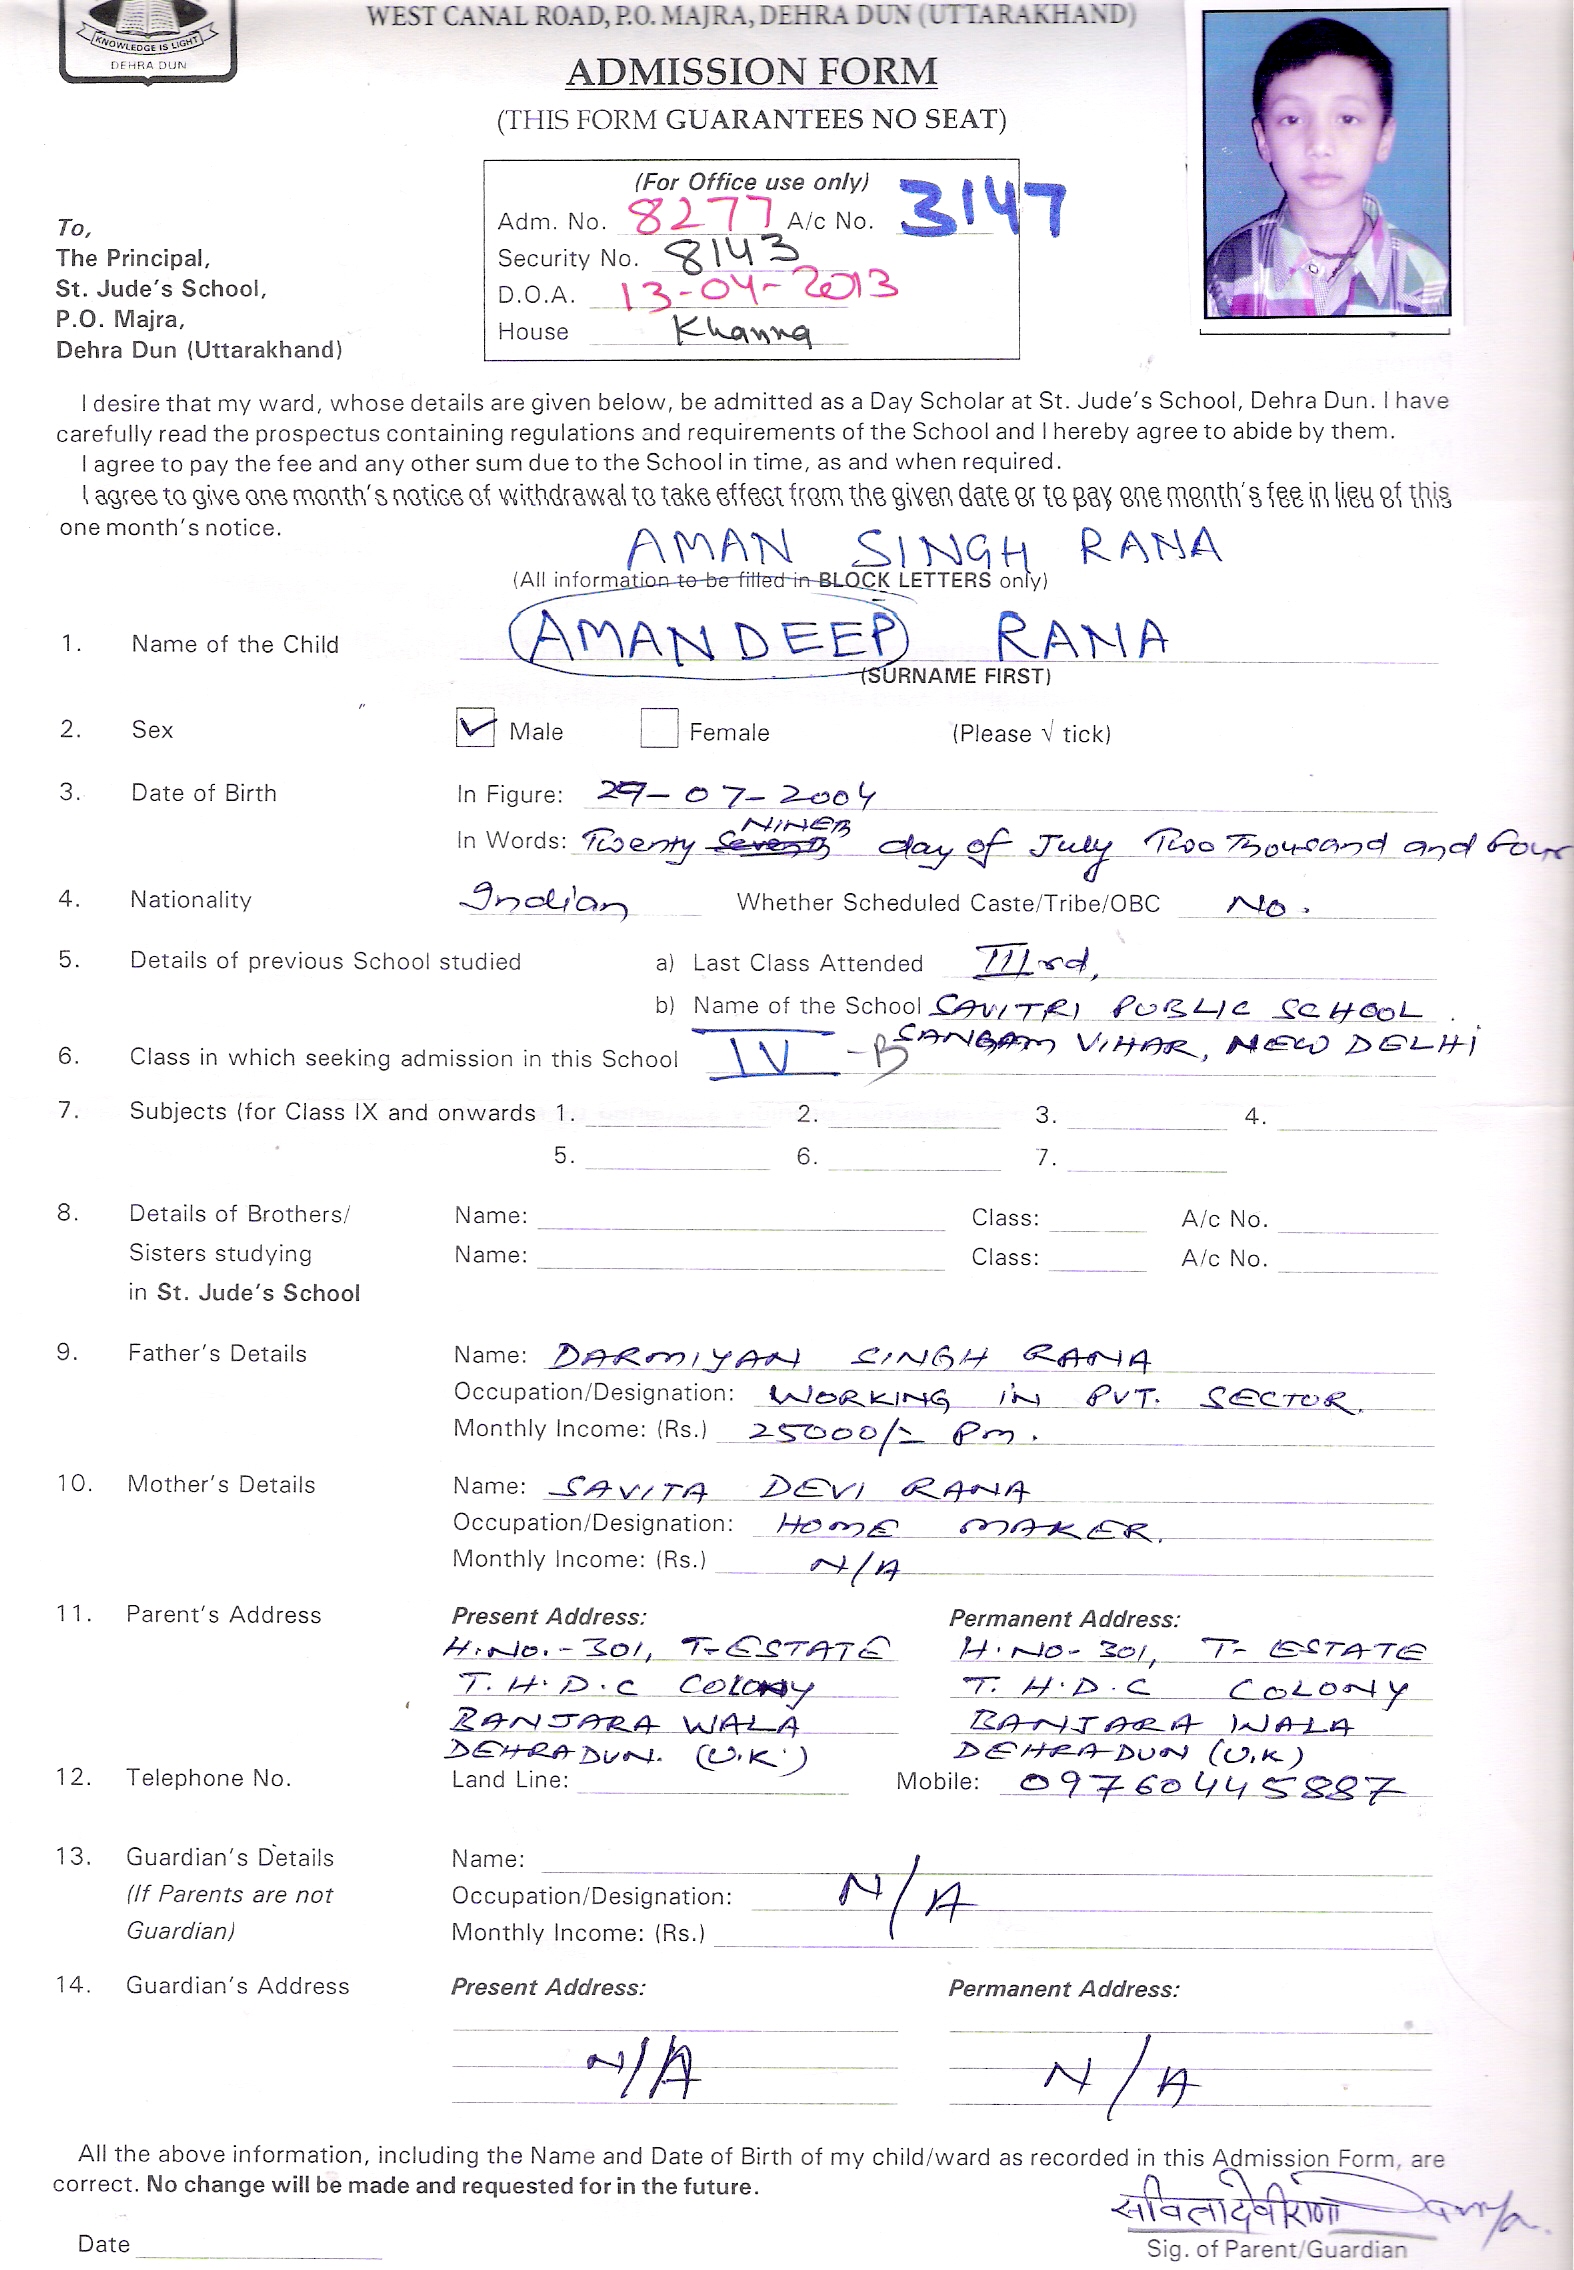 KNOWLEDGE IS LIGHT
DEHRA DUN
WEST CANAL ROAD, P.O. MAJRA, DEHRA DUN (UTTARAKHAND)
ADMISSION FORM
(THIS FORM GUARANTEES NO SEAT)
(For Office use only)
Adm. No. 8277 A/c No. 3147
Security No. 8143
D.O.A. 13-04-2013
House Khanna
To,
The Principal,
St. Jude's School,
P.O. Majra,
Dehra Dun (Uttarakhand)
I desire that my ward, whose details are given below, be admitted as a Day Scholar at St. Jude's School, Dehra Dun. I have
carefully read the prospectus containing regulations and requirements of the School and I hereby agree to abide by them.
I agree to pay the fee and any other sum due to the School in time, as and when required.
I agree to give one month's notice of withdrawal to take effect from the given date or to pay one month's fee in lieu of this
one month's notice.
AMAN SINGH RANA
(All information to be filled in BLOCK LETTERS only)
1. Name of the Child AMANDEEP RANA
(SURNAME FIRST)
2. Sex Male Female (Please √ tick)
3. Date of Birth In Figure: 29-07-2004
NINEth
In Words: Twenty Seventh day of July Two Thousand and four
4. Nationality Indian Whether Scheduled Caste/Tribe/OBC No.
5. Details of previous School studied a) Last Class Attended IIIrd,
b) Name of the School SAVITRI PUBLIC SCHOOL.
SANGAM VIHAR, NEW DELHI
6. Class in which seeking admission in this School IV -B
7. Subjects (for Class IX and onwards 1. 2. 3. 4.
5. 6. 7.
8. Details of Brothers/ Name: Class: A/c No.
Sisters studying Name: Class: A/c No.
in St. Jude's School
9. Father's Details Name: DARMIYAN SINGH RANA
Occupation/Designation: WORKING IN PVT. SECTOR.
Monthly Income: (Rs.) 25000/= Pm.
10. Mother's Details Name: SAVITA DEVI RANA
Occupation/Designation: HOME MAKER.
Monthly Income: (Rs.) N/A
11. Parent's Address Present Address: Permanent Address:
H.NO.-301, T-ESTATE H.NO-301, T-ESTATE
T.H.D.C COLONY T.H.D.C COLONY
BANJARA WALA BANJARA WALA
DEHRADUN. (U.K.) DEHRADUN (U.K)
12. Telephone No. Land Line: Mobile: 09760445887
13. Guardian's Details Name:
(If Parents are not Occupation/Designation: N/A
Guardian) Monthly Income: (Rs.)
14. Guardian's Address Present Address: Permanent Address:
N/A N/A
All the above information, including the Name and Date of Birth of my child/ward as recorded in this Admission Form, are
correct. No change will be made and requested for in the future.
सविता देवी राणा
Date Sig. of Parent/Guardian